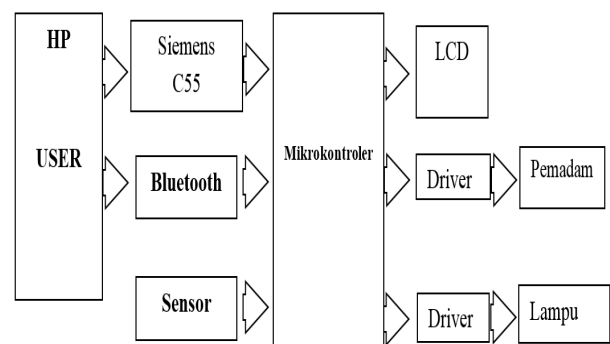 HP
USER
Siemens
C55
Bluetooth
Sensor
Mikrokontroler
LCD
Driver
Pemadam
Driver
Lampu